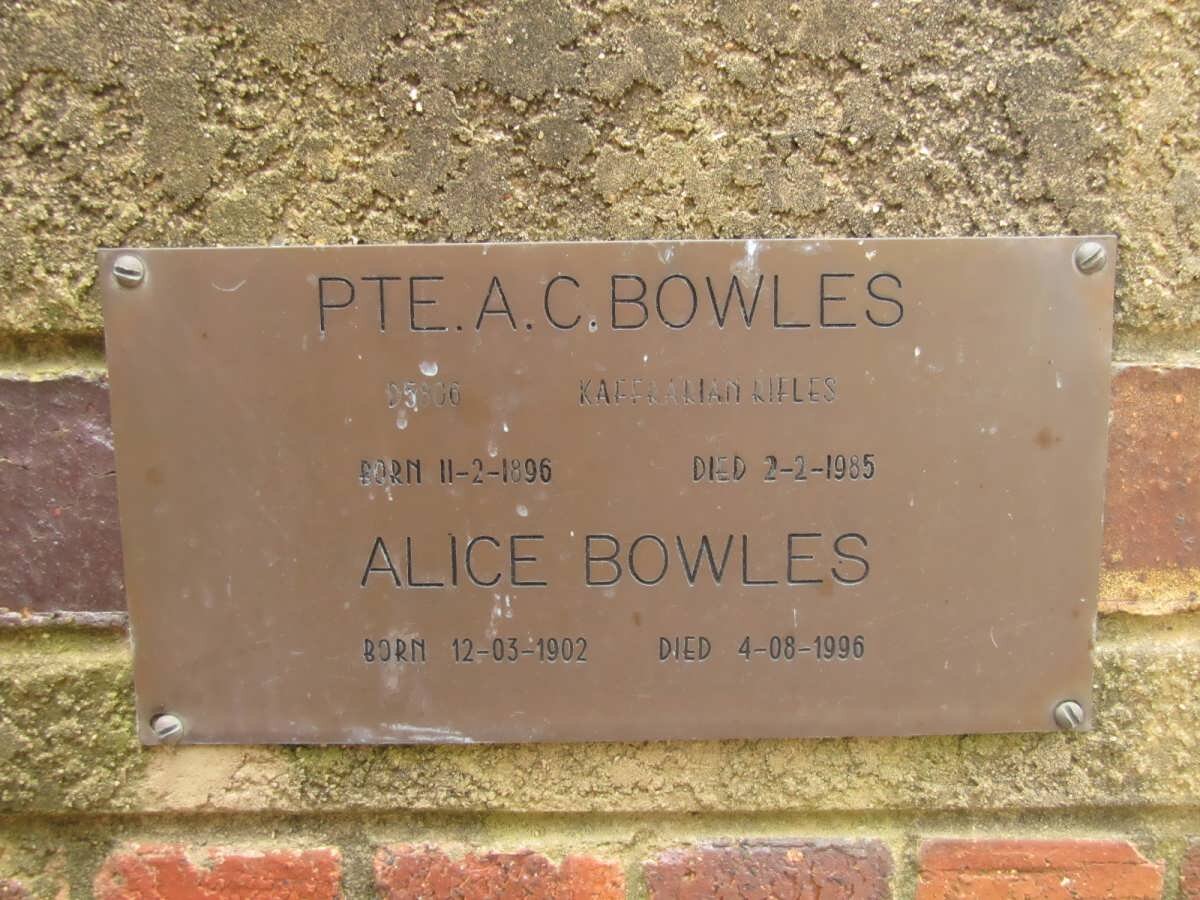 PTE. A. C. BOWLES
D5806 KAFFRARIAN RIFLES
BORN 11-2-1896 DIED 2-2-1985
ALICE BOWLES
BORN 12-03-1902 DIED 4-08-1996